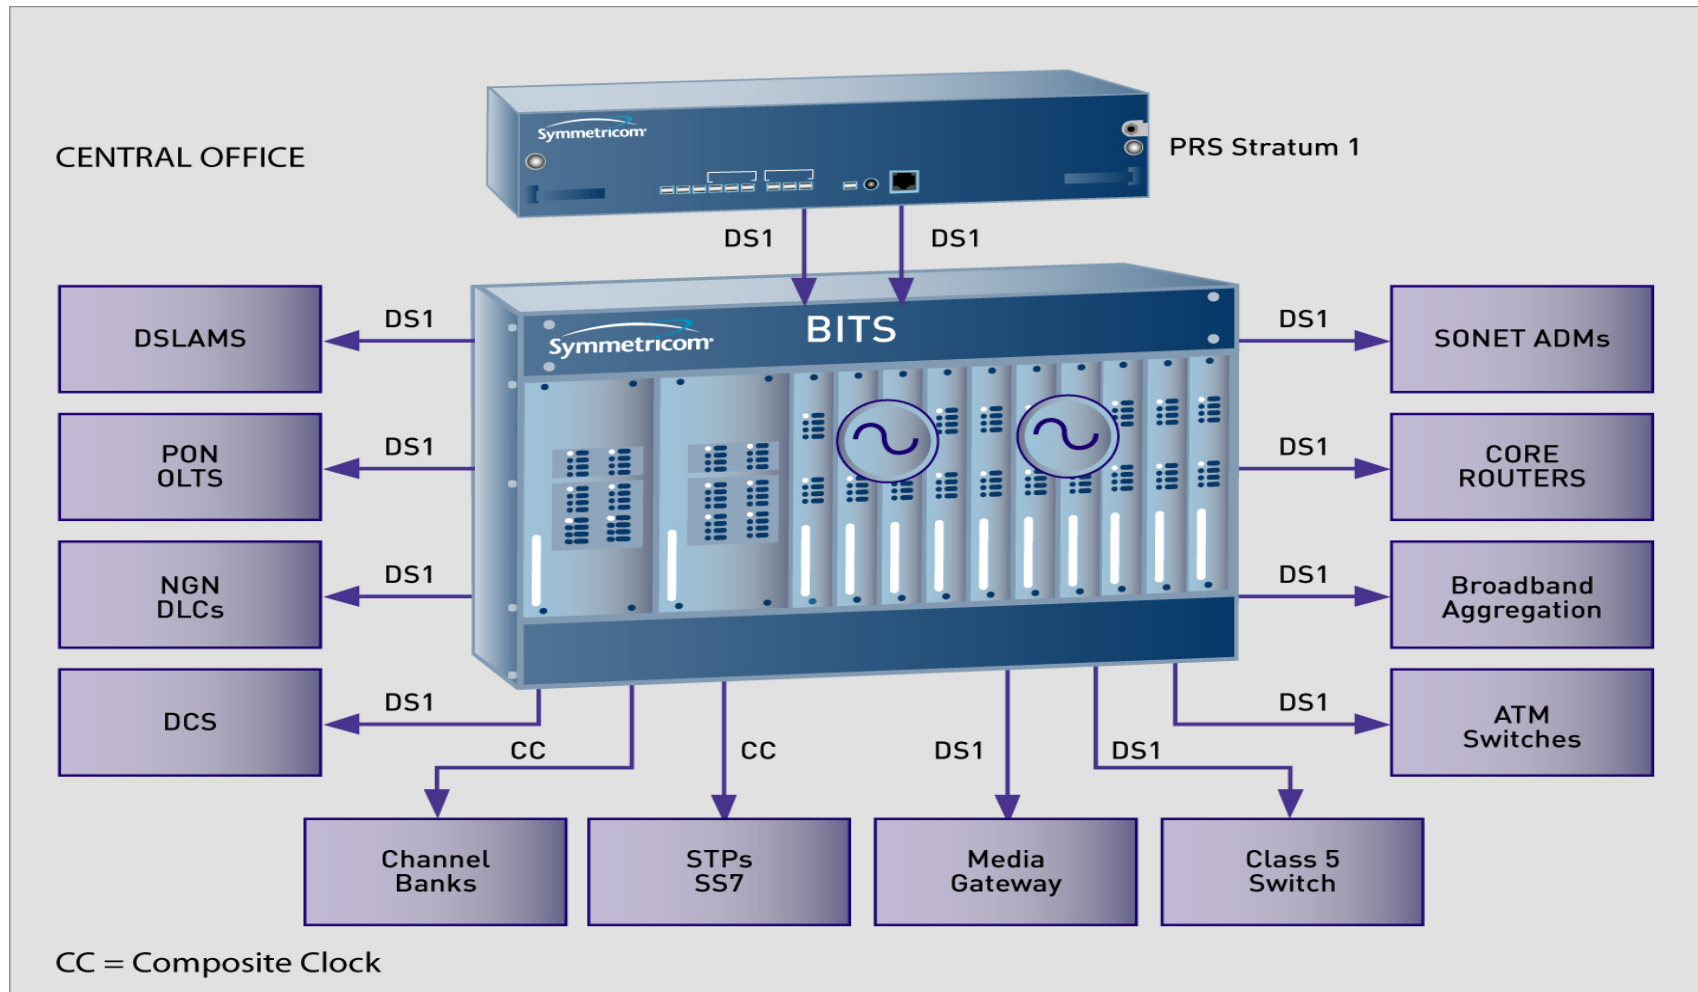 Symmetricom
CENTRAL OFFICE
PRS Stratum 1
DS1
DS1
Symmetricom
BITS
DSLAMS
DS1
DS1
SONET ADMs
PON
OLTS
DS1
DS1
CORE
ROUTERS
NGN
DLCs
DS1
DS1
Broadband
Aggregation
DCS
DS1
DS1
ATM
Switches
CC
CC
DS1
DS1
Channel
Banks
STPs
SS7
Media
Gateway
Class 5
Switch
CC = Composite Clock